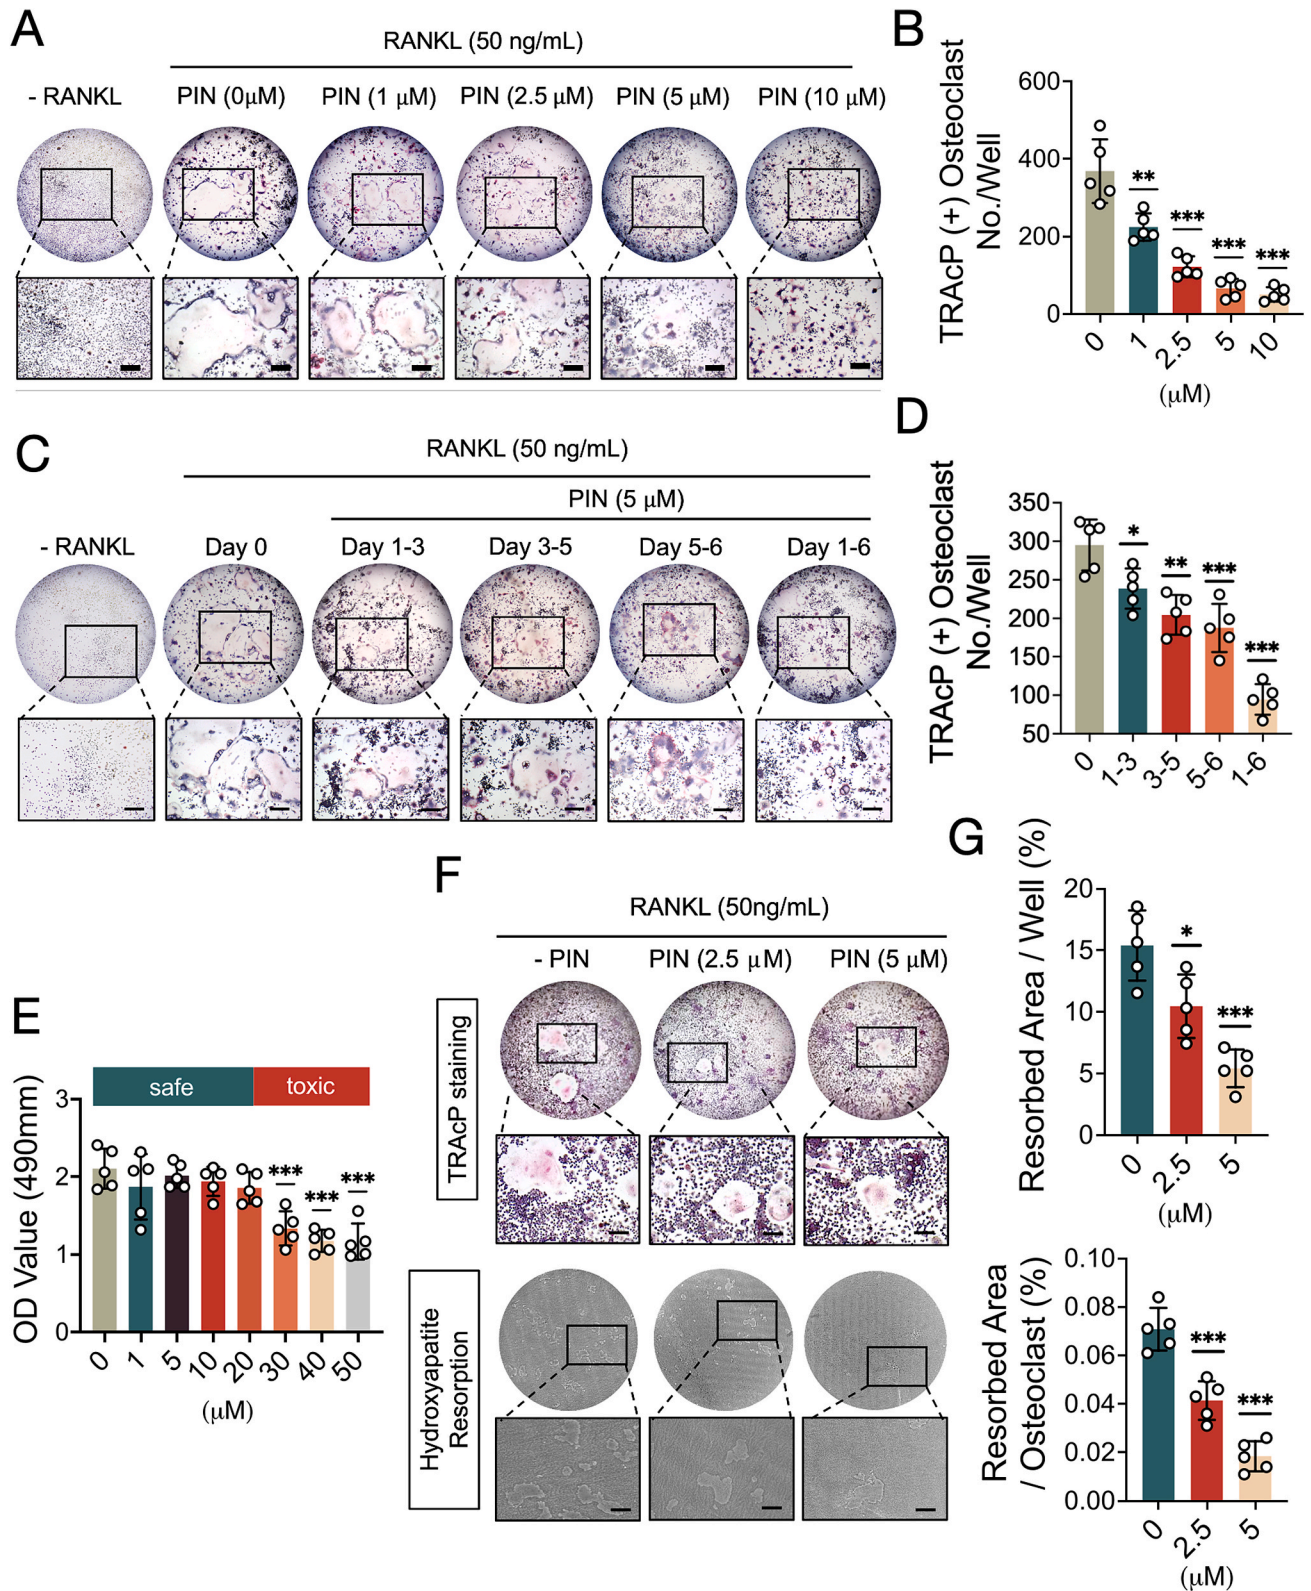 A
RANKL (50 ng/mL)
- RANKL
PIN (0μM)
PIN (1 μM)
PIN (2.5 μM)
PIN (5 μM)
PIN (10 μM)
B
TRAcP (+) Osteoclast
No./Well
600
400
200
0
**
***
***
***
0
1
2.5
5
10
(μM)
C
RANKL (50 ng/mL)
PIN (5 μM)
- RANKL
Day 0
Day 1-3
Day 3-5
Day 5-6
Day 1-6
D
TRAcP (+) Osteoclast
No./Well
350
300
250
200
150
100
50
*
**
***
***
0
1-3
3-5
5-6
1-6
E
safe
toxic
OD Value (490mm)
3
2
1
0
***
***
***
0
1
5
10
20
30
40
50
(μM)
F
RANKL (50ng/mL)
- PIN
PIN (2.5 μM)
PIN (5 μM)
TRAcP staining
Hydroxyapatite
Resorption
G
Resorbed Area / Well (%)
20
15
10
5
0
*
***
0
2.5
5
(μM)
Resorbed Area
/ Osteoclast (%)
0.10
0.08
0.06
0.04
0.02
0.00
***
***
0
2.5
5
(μM)